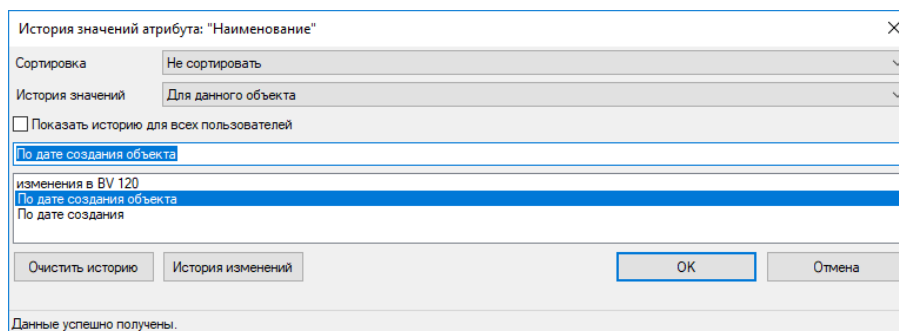 История значений атрибута: "Наименование"
Сортировка Не сортировать
История значений Для данного объекта
Показать историю для всех пользователей
По дате создания объекта
изменения в BV 120
По дате создания объекта
По дате создания
Очистить историю История изменений OK Отмена
Данные успешно получены.